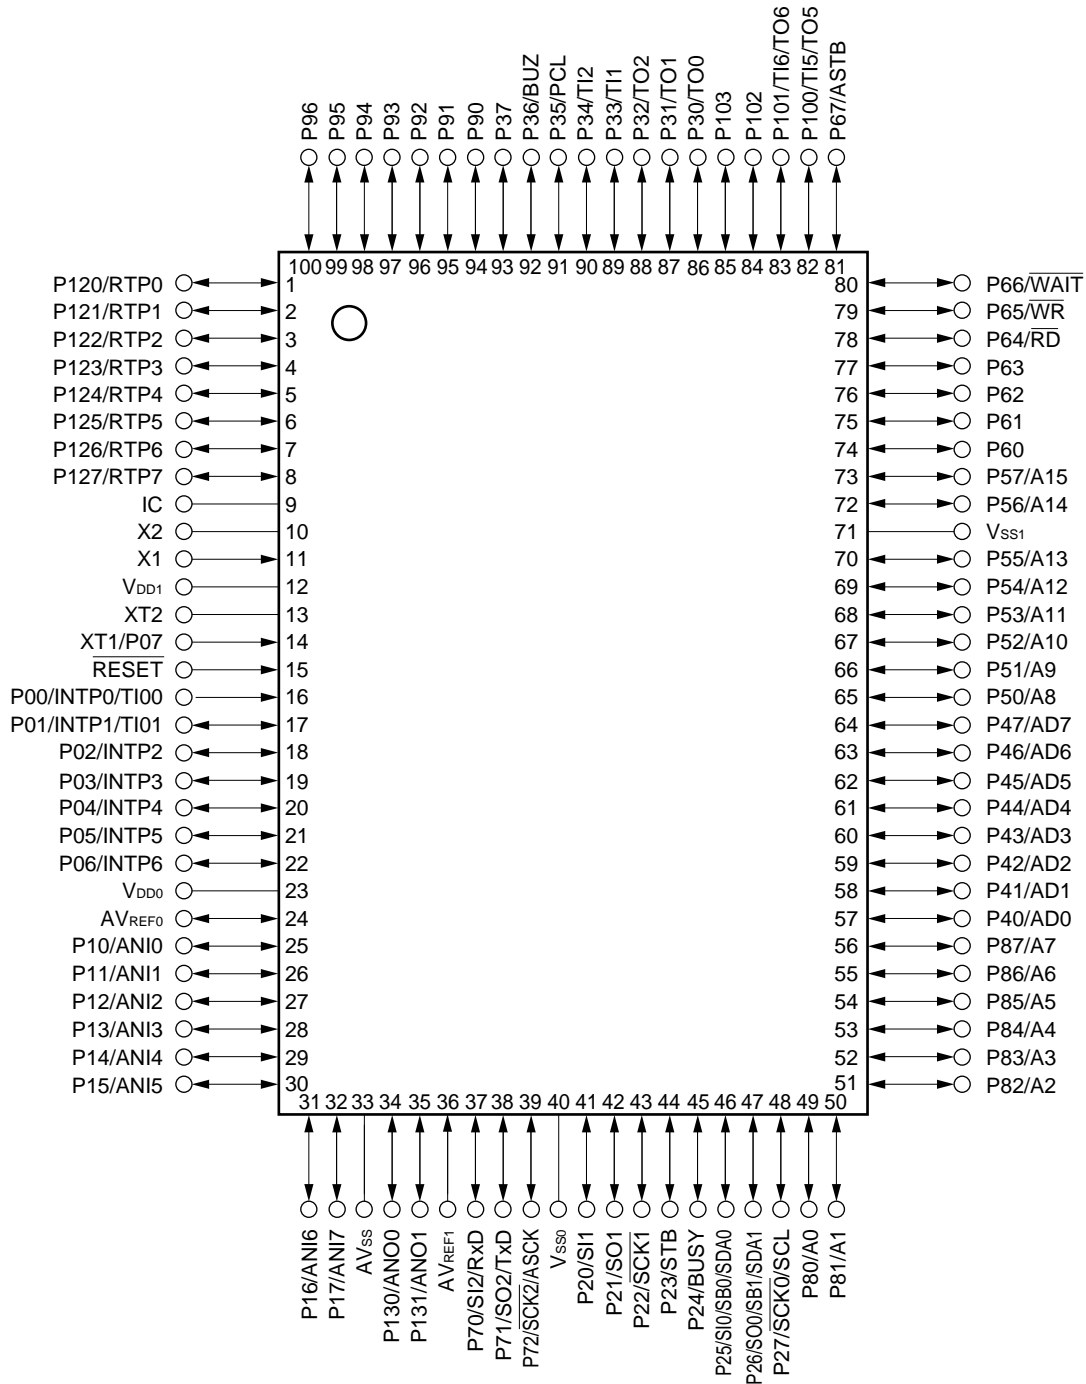 P96
P95
P94
P93
P92
P91
P90
P37
P36/BUZ
P35/PCL
P34/TI2
P33/TI1
P32/TO2
P31/TO1
P30/TO0
P103
P102
P101/TI6/TO6
P100/TI5/TO5
P67/ASTB
100 99 98 97 96 95 94 93 92 91 90 89 88 87 86 85 84 83 82 81
P120/RTP0 1 80 P66/W̅A̅I̅T̅
P121/RTP1 2 79 P65/W̅R̅
P122/RTP2 3 78 P64/R̅D̅
P123/RTP3 4 77 P63
P124/RTP4 5 76 P62
P125/RTP5 6 75 P61
P126/RTP6 7 74 P60
P127/RTP7 8 73 P57/A15
IC 9 72 P56/A14
X2 10 71 VSS1
X1 11 70 P55/A13
VDD1 12 69 P54/A12
XT2 13 68 P53/A11
XT1/P07 14 67 P52/A10
R̅E̅S̅E̅T̅ 15 66 P51/A9
P00/INTP0/TI00 16 65 P50/A8
P01/INTP1/TI01 17 64 P47/AD7
P02/INTP2 18 63 P46/AD6
P03/INTP3 19 62 P45/AD5
P04/INTP4 20 61 P44/AD4
P05/INTP5 21 60 P43/AD3
P06/INTP6 22 59 P42/AD2
VDD0 23 58 P41/AD1
AVREF0 24 57 P40/AD0
P10/ANI0 25 56 P87/A7
P11/ANI1 26 55 P86/A6
P12/ANI2 27 54 P85/A5
P13/ANI3 28 53 P84/A4
P14/ANI4 29 52 P83/A3
P15/ANI5 30 51 P82/A2
31 32 33 34 35 36 37 38 39 40 41 42 43 44 45 46 47 48 49 50
P16/ANI6
P17/ANI7
AVSS
P130/ANO0
P131/ANO1
AVREF1
P70/SI2/RxD
P71/SO2/TxD
P72/S̅C̅K̅2̅/ASCK
VSS0
P20/SI1
P21/SO1
P22/S̅C̅K̅1̅
P23/STB
P24/BUSY
P25/SI0/SB0/SDA0
P26/SO0/SB1/SDA1
P27/S̅C̅K̅0̅/SCL
P80/A0
P81/A1